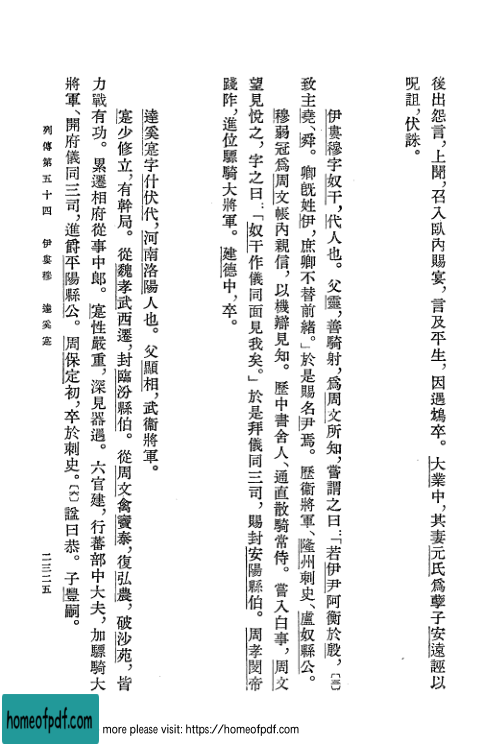 後出怨言，上聞，召入臥內賜宴，言及平生，因遇鴆卒。大業中，其妻元氏爲孽子安遠誣以
呪詛，伏誅。
伊婁穆字奴干，代人也。父靈，善騎射，爲周文所知，嘗謂之曰：「若伊尹阿衡於殷，〔三〕
致主堯、舜。卿既姓伊，庶卿不替前緒。」於是賜名尹焉。歷衞將軍、隆州刺史、盧奴縣公。
穆弱冠爲周文帳內親信，以機辯見知。歷中書舍人、通直散騎常侍。嘗入白事，周文
望見悅之，字之曰：「奴干作儀同面見我矣。」於是拜儀同三司，賜封安陽縣伯。周孝閔帝
踐阼，進位驃騎大將軍。建德中，卒。
達奚寔字什伏代，河南洛陽人也。父顯相，武衞將軍。
寔少修立，有幹局。從魏孝武西遷，封臨汾縣伯。從周文禽竇泰，復弘農，破沙苑，皆
力戰有功。累遷相府從事中郎。寔性嚴重，深見器遇。六官建，行蕃部中大夫，加驃騎大
將軍、開府儀同三司，進爵平陽縣公。周保定初，卒於刺史。〔六〕諡曰恭。子豐嗣。
列傳第五十四　伊婁穆　達奚寔
二三二五
homeofpdf.com
more please visit: https://homeofpdf.com